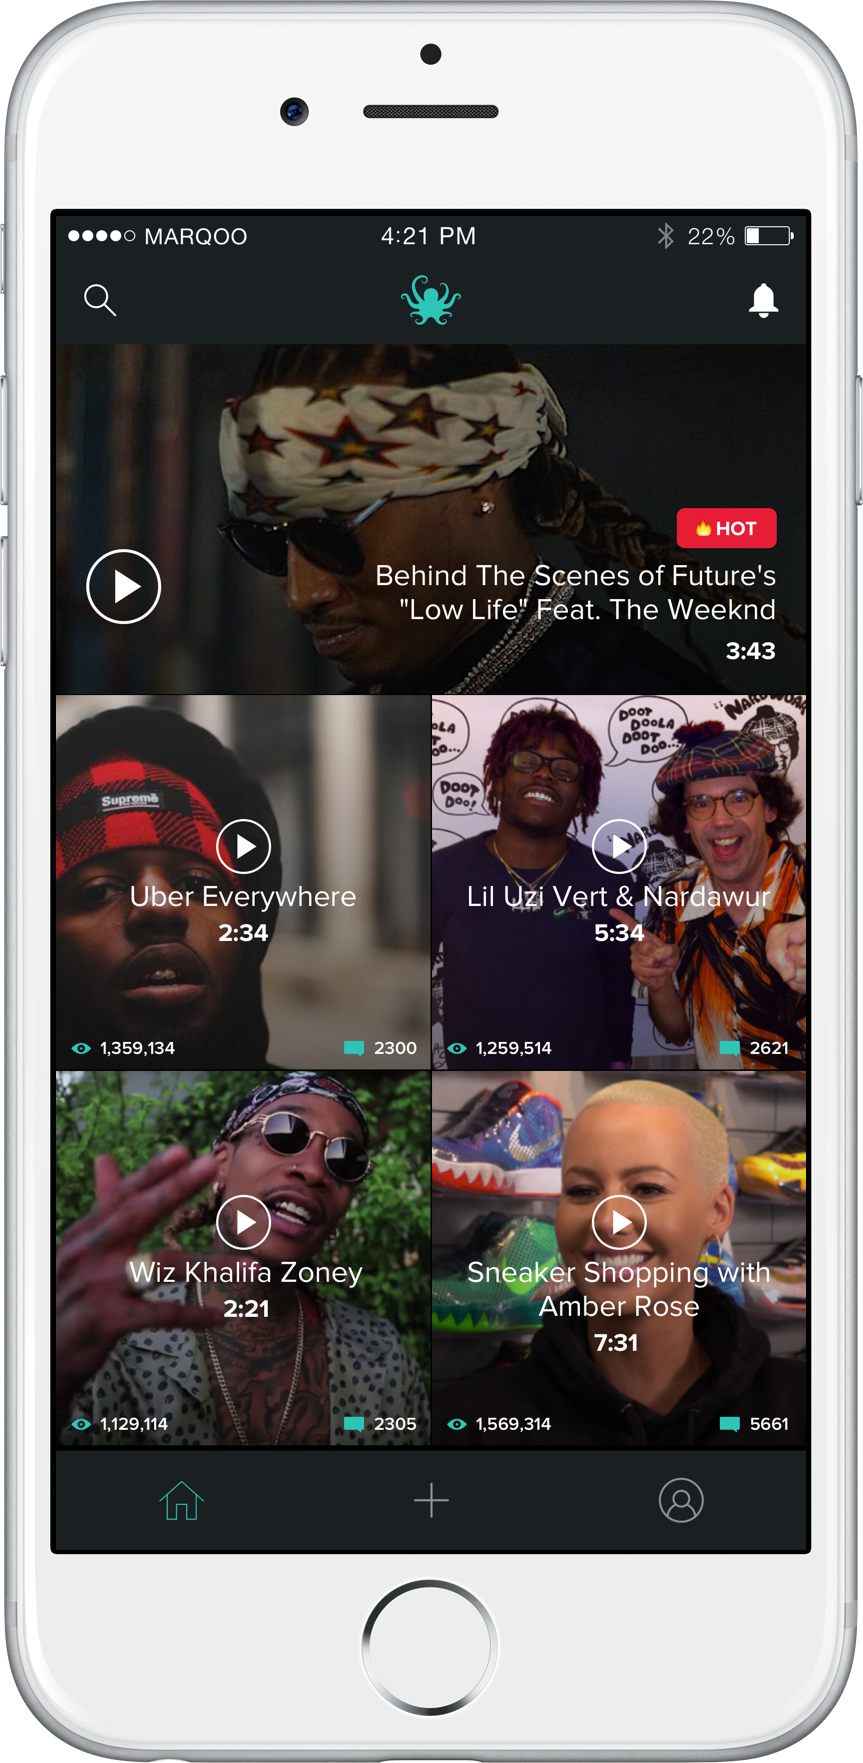 MARQOO 4:21 PM 22%
🔥 HOT
Behind The Scenes of Future's
"Low Life" Feat. The Weeknd
3:43
Supreme
Uber Everywhere
2:34
1,359,134 2300
DOOT
DOOLA
DOOT
DOO...
DOOT
DOO!
Lil Uzi Vert & Nardawur
5:34
1,259,514 2621
Wiz Khalifa Zoney
2:21
1,129,114 2305
Sneaker Shopping with
Amber Rose
7:31
1,569,314 5661